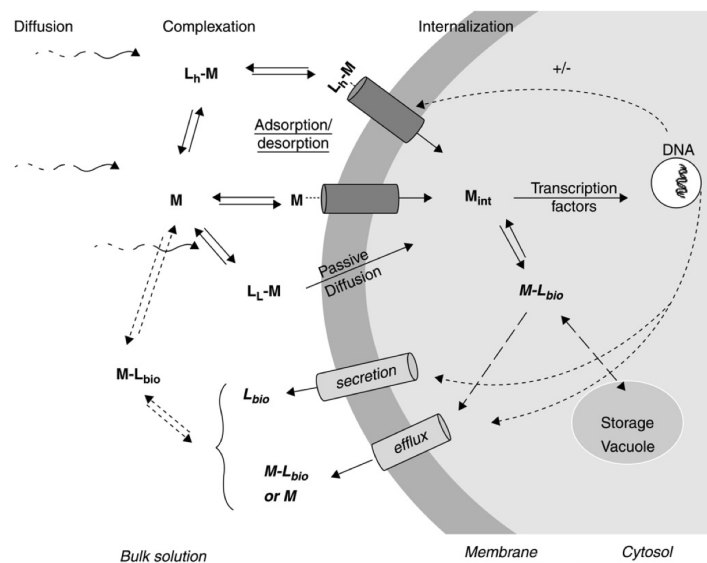 Diffusion
Complexation
Internalization
Lh-M
Lh-M
+/-
Adsorption/
desorption
DNA
M
M
Mint
Transcription
factors
Passive
Diffusion
LL-M
M-Lbio
M-Lbio
Lbio
secretion
efflux
Storage
Vacuole
M-Lbio
or M
Bulk solution
Membrane
Cytosol